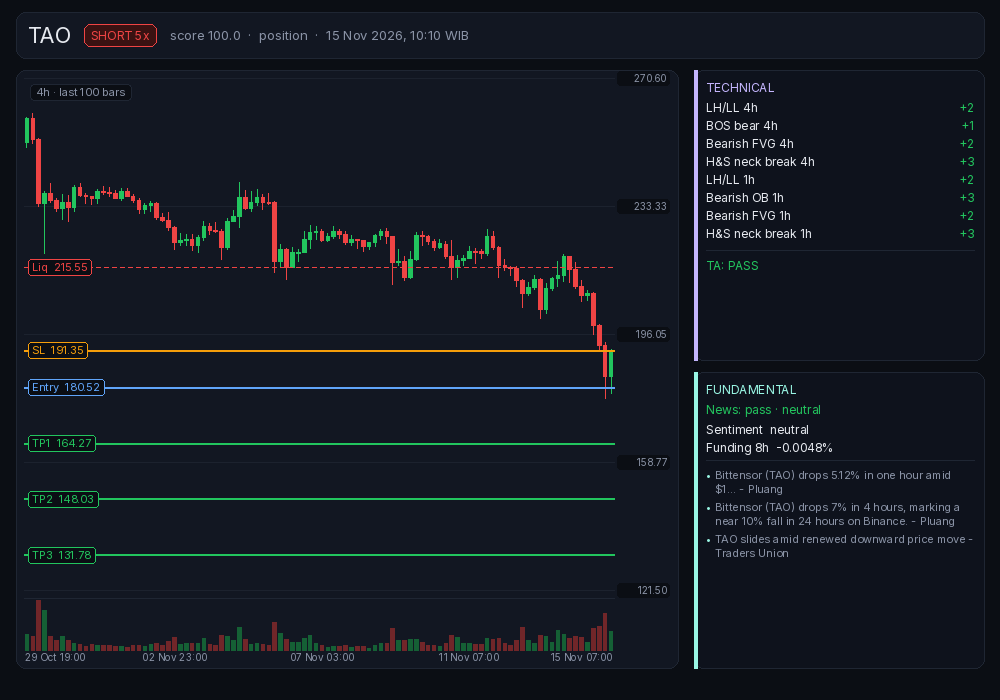 TAO
SHORT 5x
score 100.0 · position · 15 Nov 2026, 10:10 WIB
4h · last 100 bars
270.60
233.33
196.05
158.77
121.50
Liq 215.55
SL 191.35
Entry 180.52
TP1 164.27
TP2 148.03
TP3 131.78
29 Oct 19:00
02 Nov 23:00
07 Nov 03:00
11 Nov 07:00
15 Nov 07:00
TECHNICAL
LH/LL 4h +2
BOS bear 4h +1
Bearish FVG 4h +2
H&S neck break 4h +3
LH/LL 1h +2
Bearish OB 1h +3
Bearish FVG 1h +2
H&S neck break 1h +3
TA: PASS
FUNDAMENTAL
News: pass · neutral
Sentiment neutral
Funding 8h -0.0048%
• Bittensor (TAO) drops 5.12% in one hour amid
$1... - Pluang
• Bittensor (TAO) drops 7% in 4 hours, marking a
near 10% fall in 24 hours on Binance. - Pluang
• TAO slides amid renewed downward price move -
Traders Union